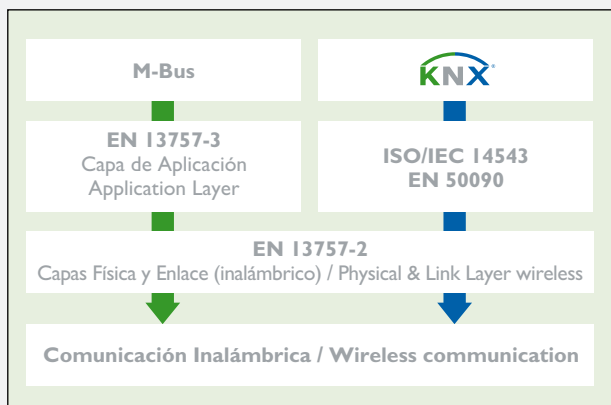 M-Bus
KNX®
EN 13757-3
Capa de Aplicación
Application Layer
ISO/IEC 14543
EN 50090
EN 13757-2
Capas Física y Enlace (inalámbrico) / Physical & Link Layer wireless
Comunicación Inalámbrica / Wireless communication